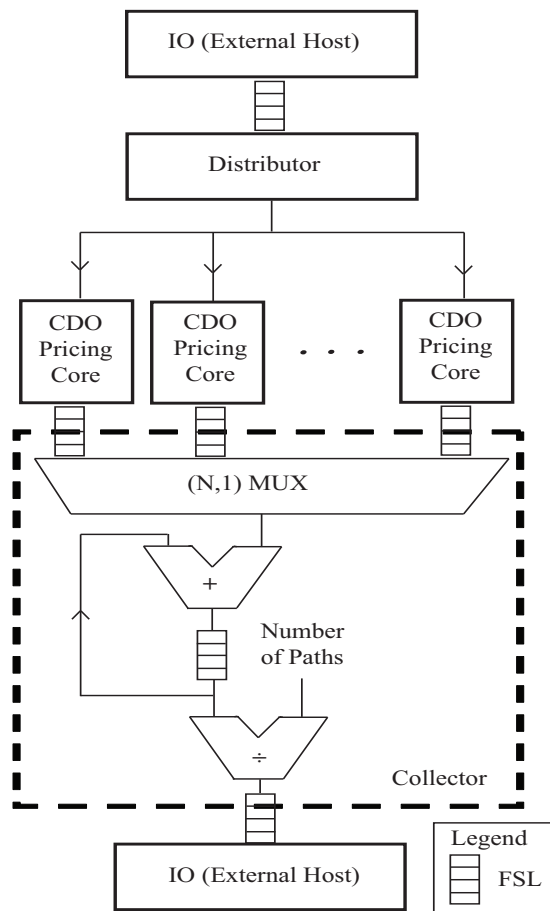 IO (External Host)
Distributor
CDO
Pricing
Core
CDO
Pricing
Core
. . .
CDO
Pricing
Core
(N,1) MUX
+
Number
of Paths
÷
Collector
IO (External Host)
Legend
FSL